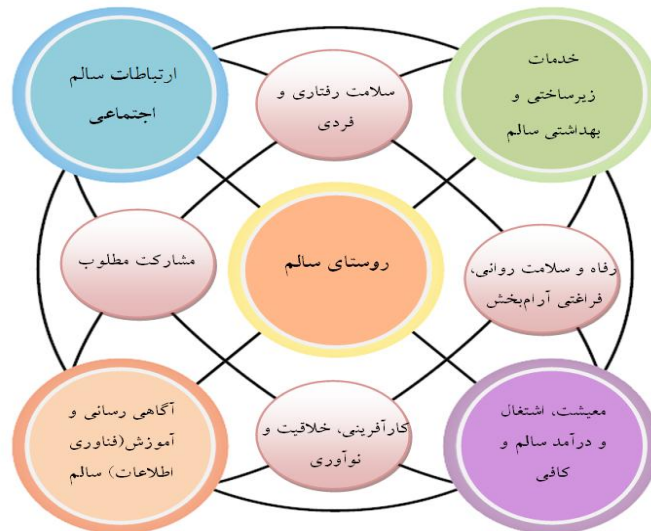 خدمات
زیرساختی و
بهداشتی سالم
سلامت رفتاری و
فردی
ارتباطات سالم
اجتماعی
رفاه و سلامت روانی،
فراغتی آرام‌بخش
روستای سالم
مشارکت مطلوب
معیشت، اشتغال
و درآمد سالم و
کافی
کارآفرینی، خلاقیت و
نوآوری
آگاهی رسانی و
آموزش(فناوری
اطلاعات) سالم